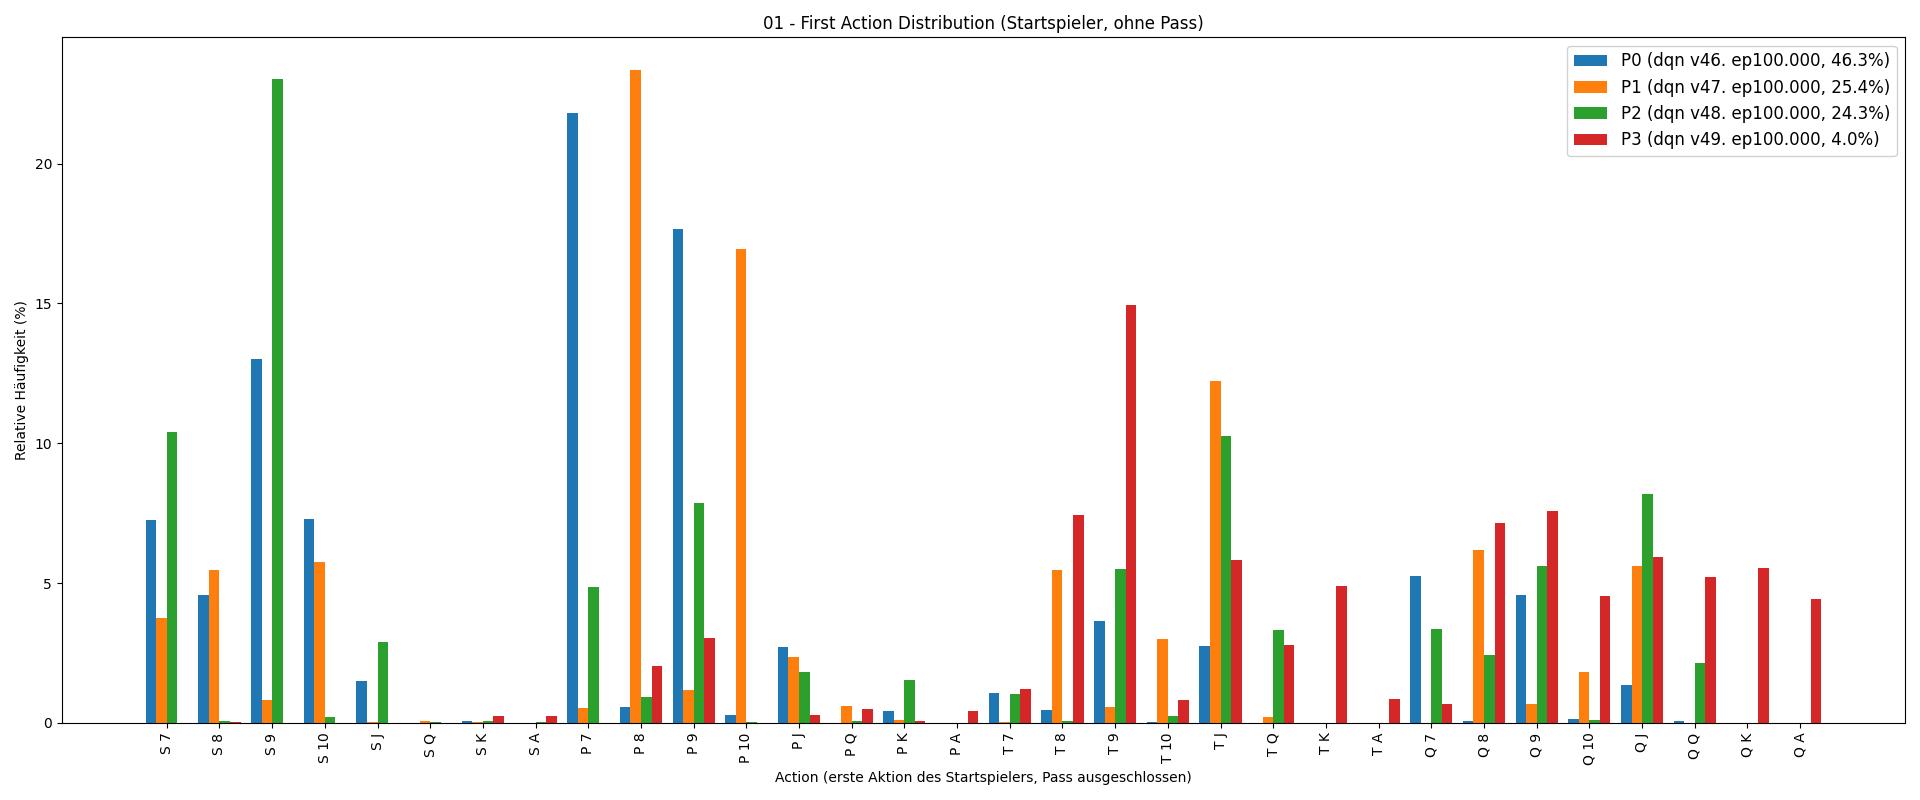 01 - First Action Distribution (Startspieler, ohne Pass)
P0 (dqn v46. ep100.000, 46.3%)
P1 (dqn v47. ep100.000, 25.4%)
P2 (dqn v48. ep100.000, 24.3%)
P3 (dqn v49. ep100.000, 4.0%)
Relative Häufigkeit (%)
20
15
10
5
0
S 7
S 8
S 9
S 10
S J
S Q
S K
S A
P 7
P 8
P 9
P 10
P J
P Q
P K
P A
T 7
T 8
T 9
T 10
T J
T Q
T K
T A
Q 7
Q 8
Q 9
Q 10
Q J
Q Q
Q K
Q A
Action (erste Aktion des Startspielers, Pass ausgeschlossen)